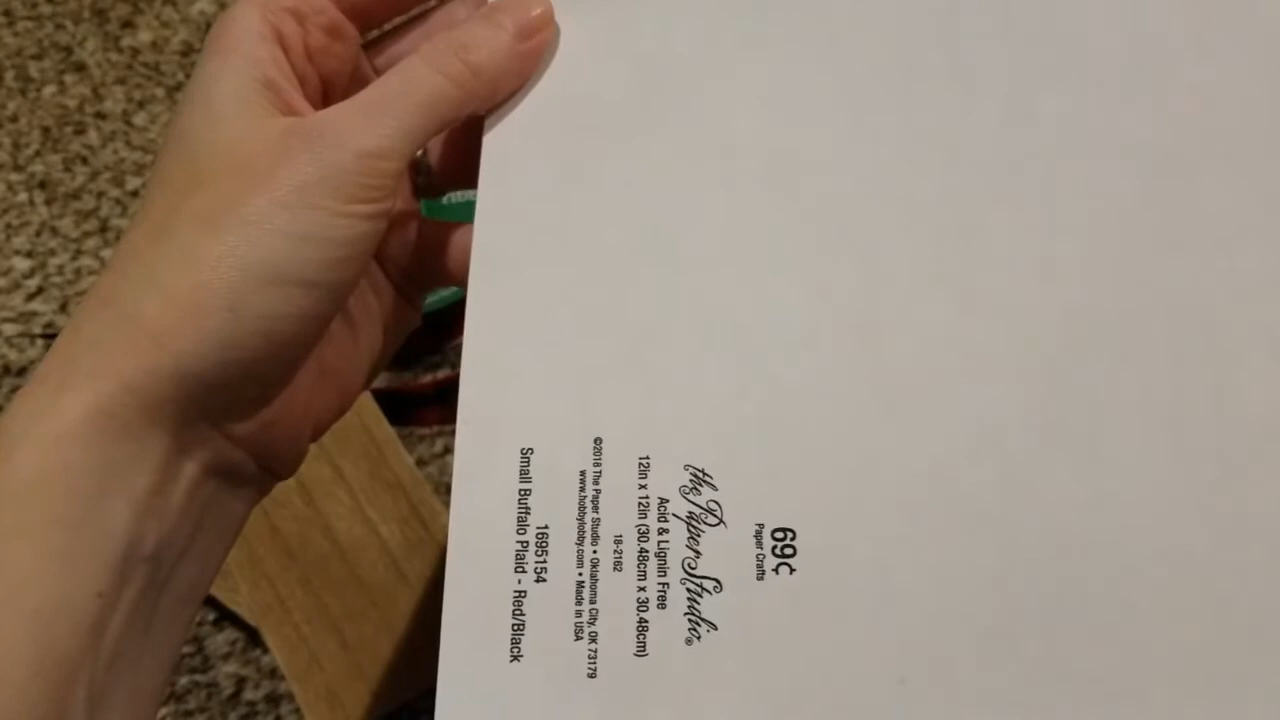 69¢
Paper Crafts
the Paper Studio®
Acid & Lignin Free
12in x 12in (30.48cm x 30.48cm)
18-2162
©2018 The Paper Studio • Oklahoma City, OK 73179
www.hobbylobby.com • Made in USA
1695154
Small Buffalo Plaid - Red/Black